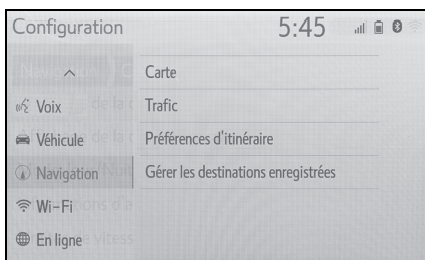 Configuration 5:45
Voix
Véhicule
Navigation
Wi-Fi
En ligne
Carte
Trafic
Préférences d'itinéraire
Gérer les destinations enregistrées